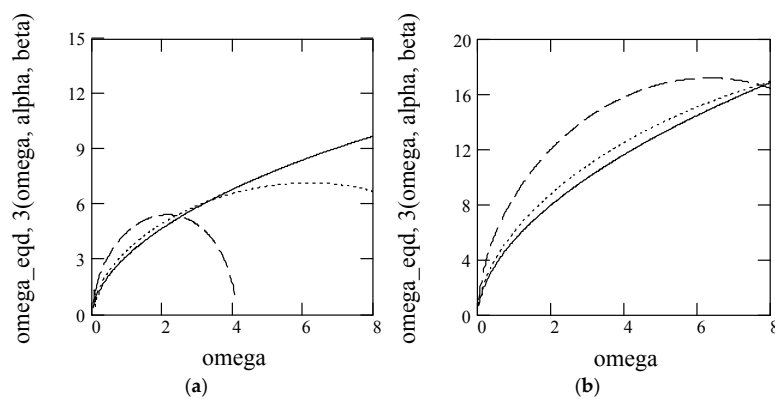 omega_eqd, 3(omega, alpha, beta)
15
12
9
6
3
0
0 2 4 6 8
omega
(a)
omega_eqd, 3(omega, alpha, beta)
20
16
12
8
4
0
0 2 4 6 8
omega
(b)